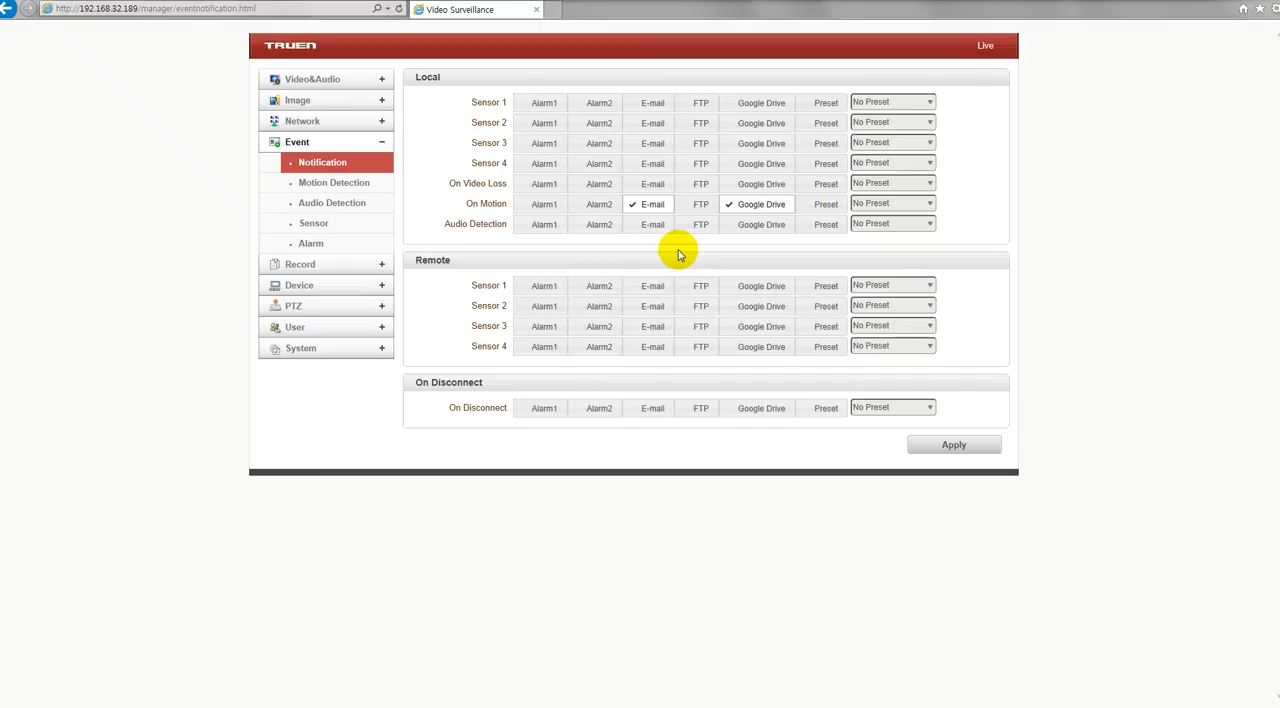 http://192.168.32.189/manager/eventnotification.html
Video Surveillance
TRUEN Live
Video&Audio +
Image +
Network +
Event −
Notification
Motion Detection
Audio Detection
Sensor
Alarm
Record +
Device +
PTZ +
User +
System +
Local
Sensor 1 Alarm1 Alarm2 E-mail FTP Google Drive Preset No Preset
Sensor 2 Alarm1 Alarm2 E-mail FTP Google Drive Preset No Preset
Sensor 3 Alarm1 Alarm2 E-mail FTP Google Drive Preset No Preset
Sensor 4 Alarm1 Alarm2 E-mail FTP Google Drive Preset No Preset
On Video Loss Alarm1 Alarm2 E-mail FTP Google Drive Preset No Preset
On Motion Alarm1 Alarm2 E-mail FTP Google Drive Preset No Preset
Audio Detection Alarm1 Alarm2 E-mail FTP Google Drive Preset No Preset
Remote
Sensor 1 Alarm1 Alarm2 E-mail FTP Google Drive Preset No Preset
Sensor 2 Alarm1 Alarm2 E-mail FTP Google Drive Preset No Preset
Sensor 3 Alarm1 Alarm2 E-mail FTP Google Drive Preset No Preset
Sensor 4 Alarm1 Alarm2 E-mail FTP Google Drive Preset No Preset
On Disconnect
On Disconnect Alarm1 Alarm2 E-mail FTP Google Drive Preset No Preset
Apply